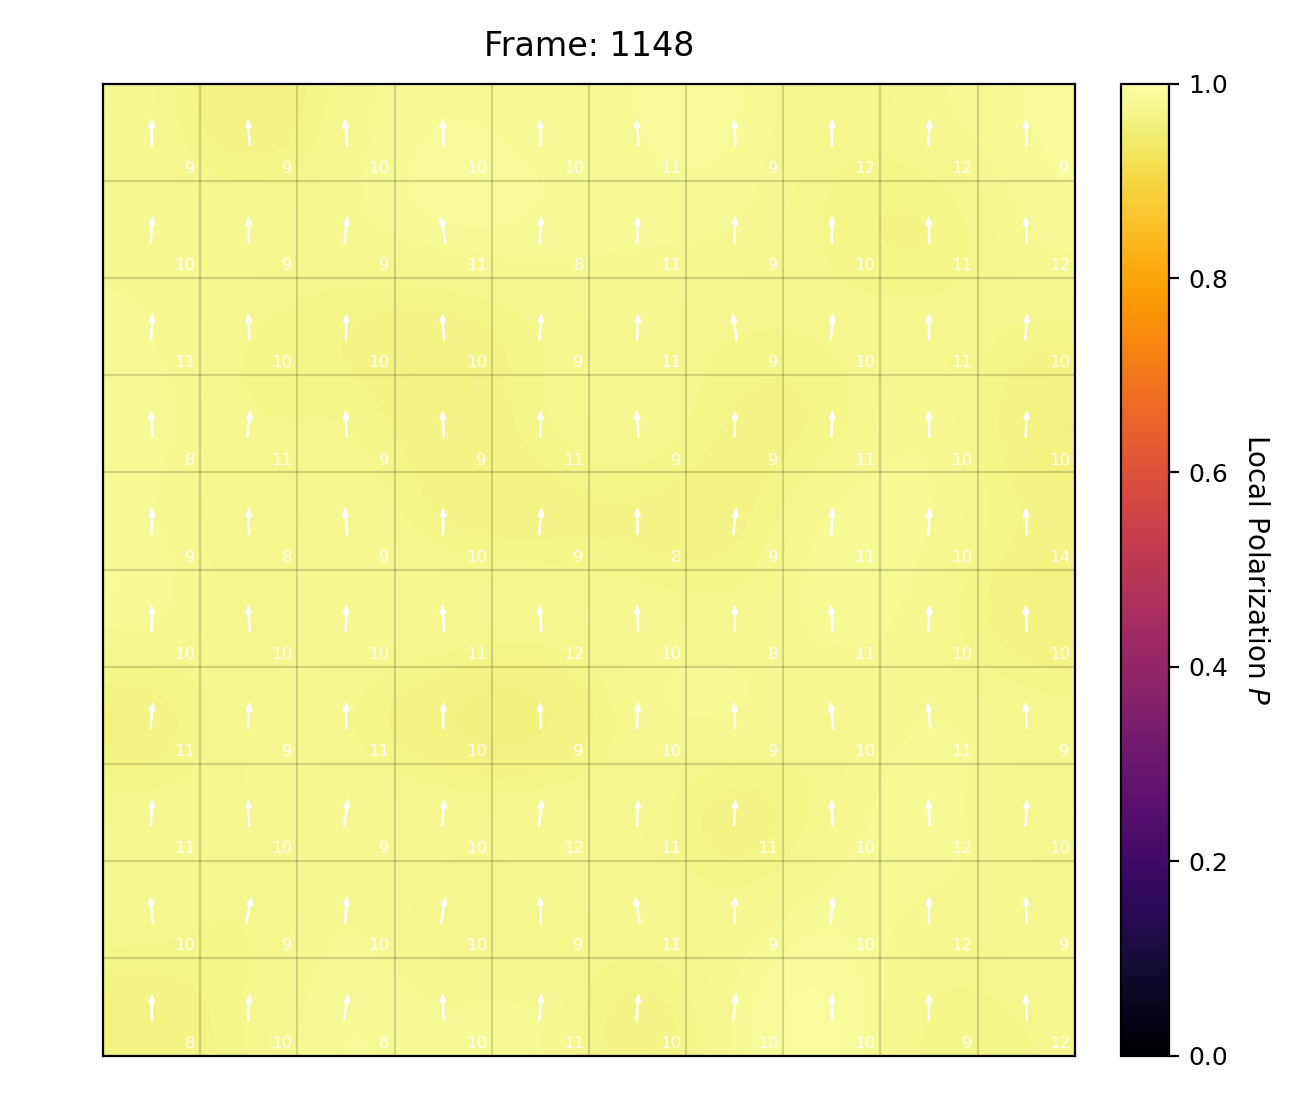 Frame: 1148
9 9 10 10 10 11 9 12 12 9
10 9 9 11 8 11 9 10 11 12
11 10 10 10 9 11 9 10 11 10
8 11 9 9 11 9 9 11 10 10
9 8 9 10 9 8 9 11 10 14
10 10 10 11 12 10 8 11 10 10
11 9 11 10 9 10 9 10 11 9
11 10 9 10 12 11 11 10 12 10
10 9 10 10 9 11 9 10 12 9
8 10 8 10 11 10 10 10 9 12
1.0
0.8
0.6
0.4
0.2
0.0
Local Polarization P